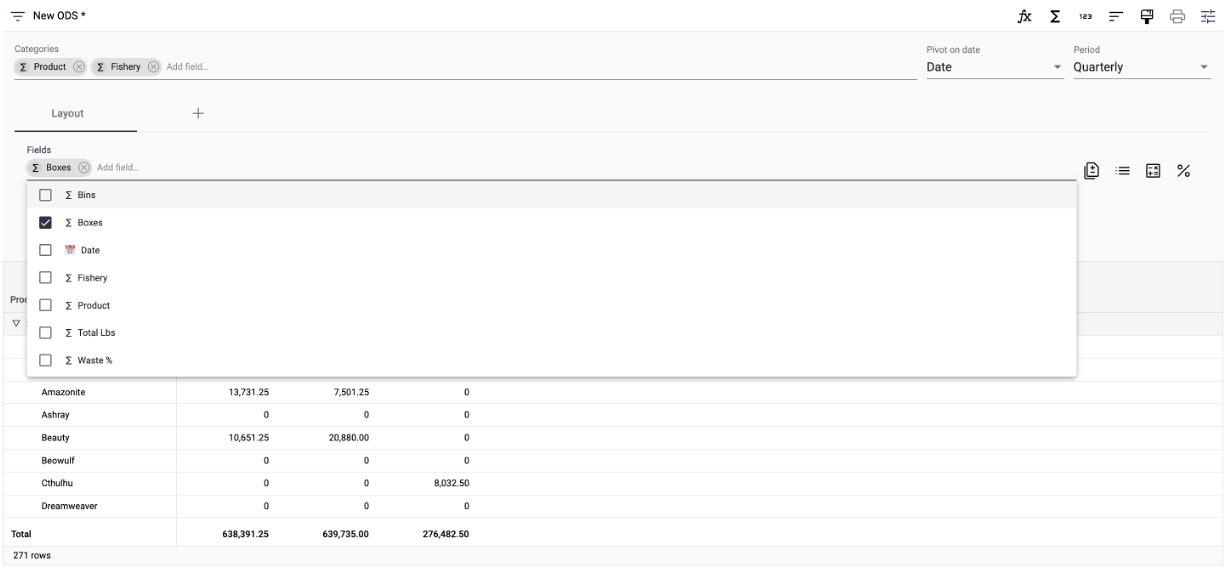 New ODS *
fx Σ 123
Categories
Pivot on date
Period
Σ Product Σ Fishery Add field...
Date
Quarterly
Layout +
Fields
Σ Boxes Add field...
Σ Bins
Σ Boxes
Date
Σ Fishery
Σ Product
Σ Total Lbs
Σ Waste %
Amazonite 13,731.25 7,501.25 0
Ashray 0 0 0
Beauty 10,651.25 20,880.00 0
Beowulf 0 0 0
Cthulhu 0 0 8,032.50
Dreamweaver 0 0 0
Total 638,391.25 639,735.00 276,482.50
271 rows